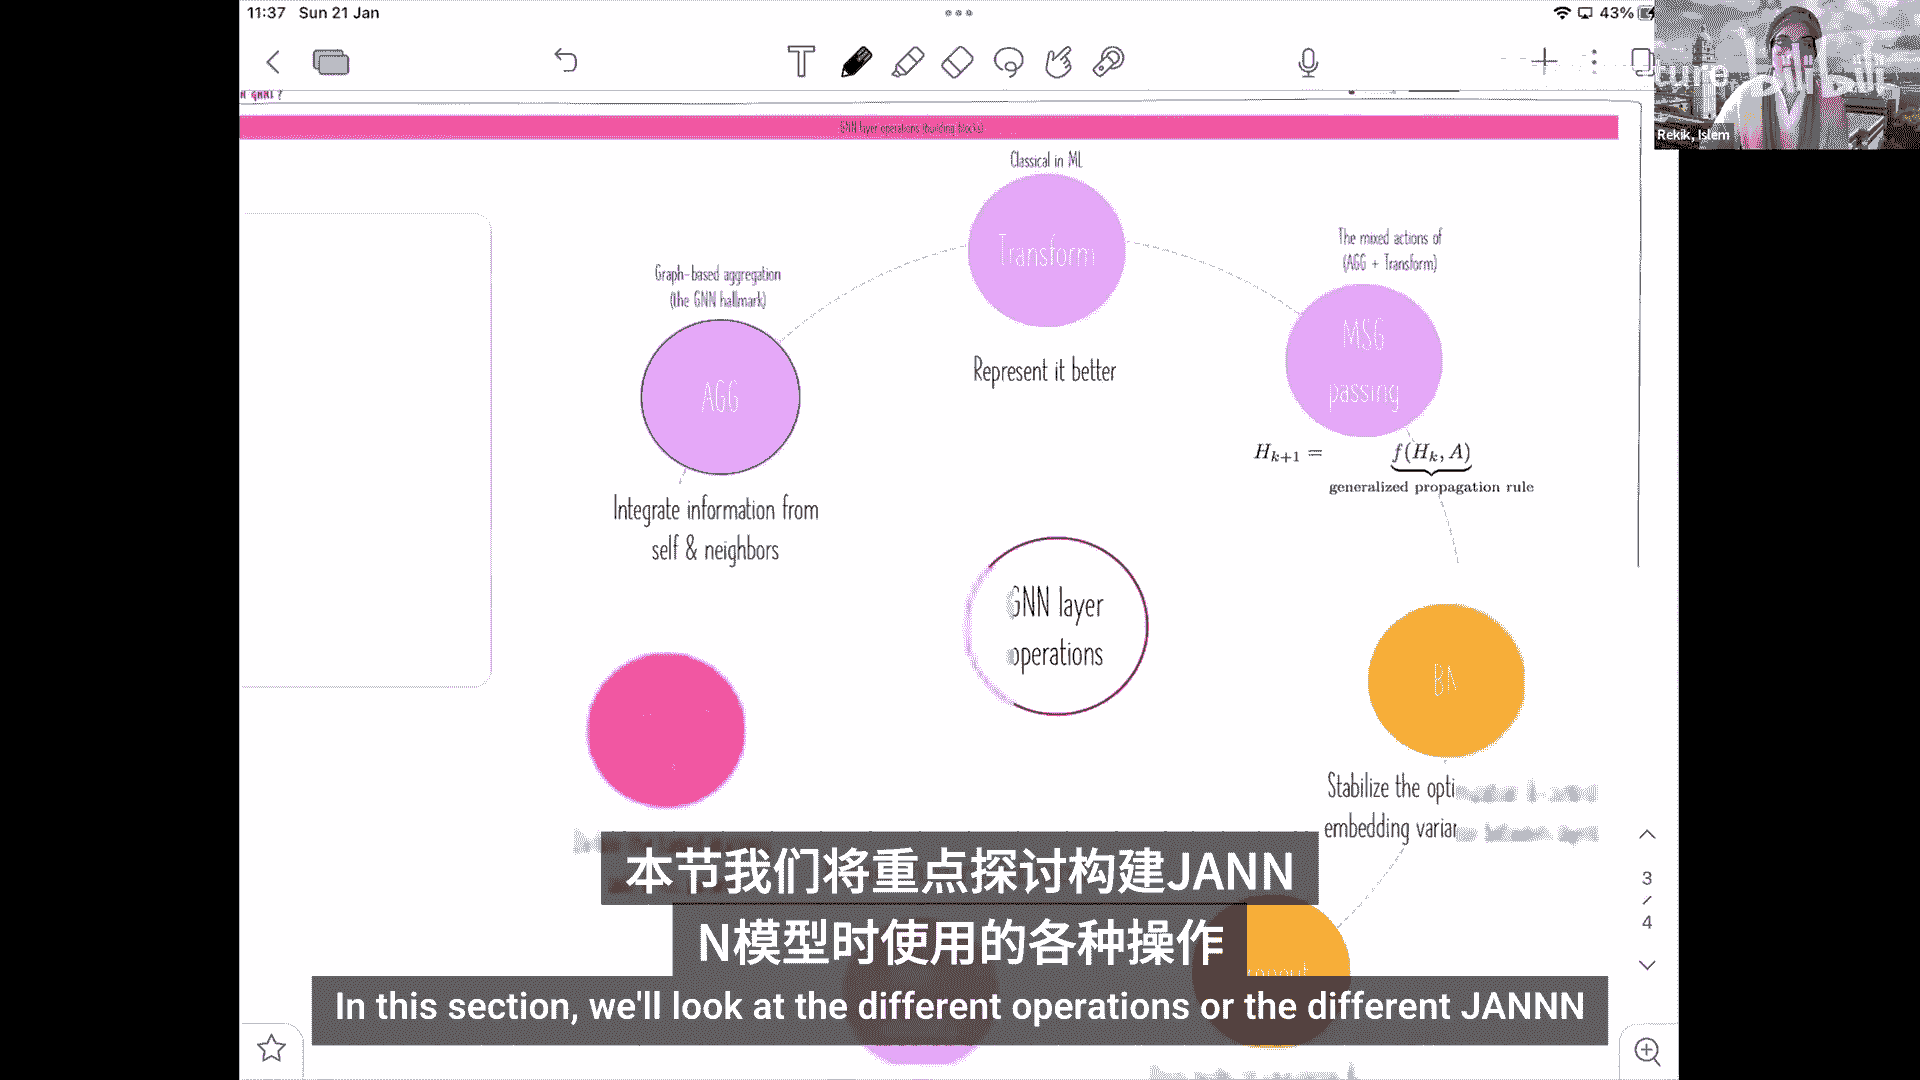 11:37 Sun 21 Jan
43%
GNN layer operations (building blocks)
Rekik, Islem
bilibili
Classical in ML
Transform
Represent it better
The mixed actions of
(AGG + Transform)
MSG
passing
H_{k+1} = f(H_k, A)
generalized propagation rule
Graph-based aggregation
(the GNN hallmark)
AGG
Integrate information from
self & neighbors
GNN layer
operations
BN
Stabilize the
embedding
3
4
本节我们将重点探讨构建JANN
N模型时使用的各种操作
In this section, we'll look at the different operations or the different JANNN